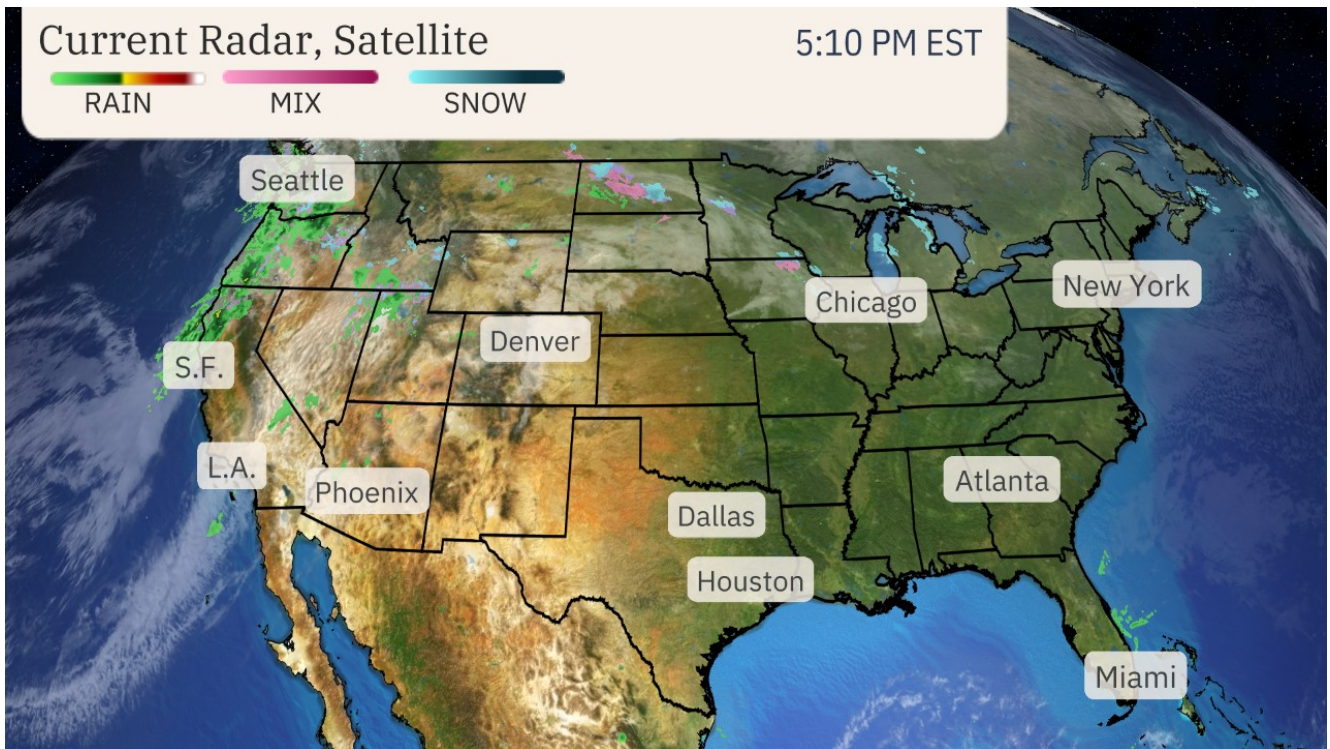 Current Radar, Satellite
5:10 PM EST
RAIN
MIX
SNOW
Seattle
New York
Chicago
Denver
S.F.
L.A.
Phoenix
Atlanta
Dallas
Houston
Miami